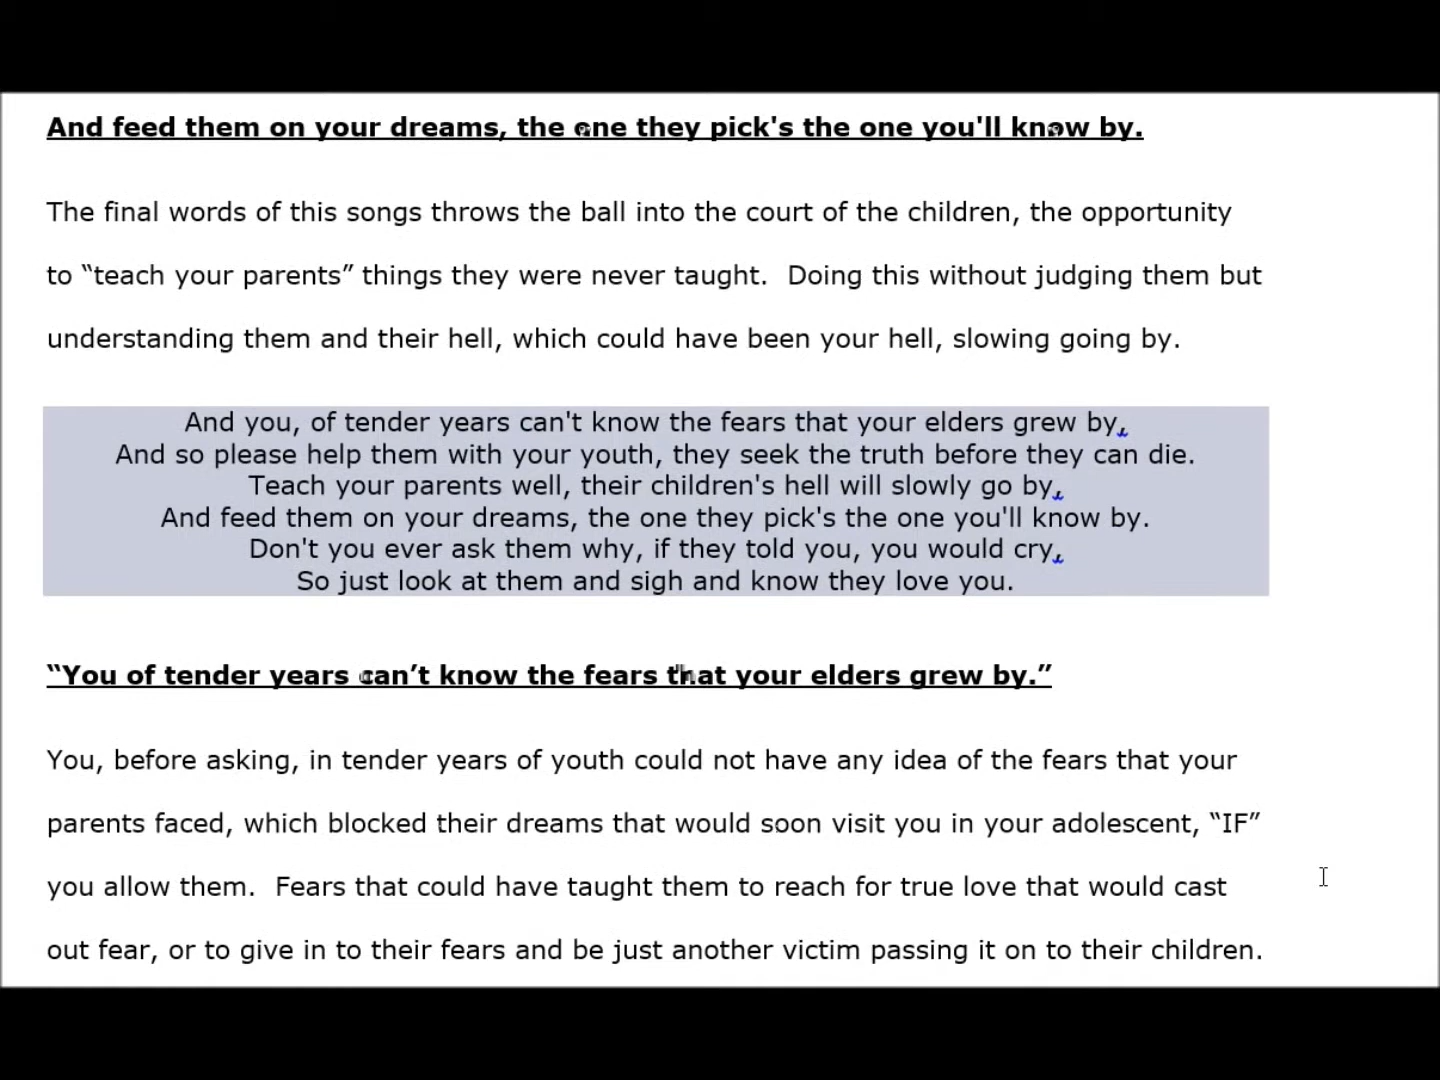 And feed them on your dreams, the one they pick's the one you'll know by.
The final words of this songs throws the ball into the court of the children, the opportunity
to “teach your parents” things they were never taught.  Doing this without judging them but
understanding them and their hell, which could have been your hell, slowing going by.
And you, of tender years can't know the fears that your elders grew by,
And so please help them with your youth, they seek the truth before they can die.
Teach your parents well, their children's hell will slowly go by,
And feed them on your dreams, the one they pick's the one you'll know by.
Don't you ever ask them why, if they told you, you would cry,
So just look at them and sigh and know they love you.
“You of tender years can’t know the fears that your elders grew by.”
You, before asking, in tender years of youth could not have any idea of the fears that your
parents faced, which blocked their dreams that would soon visit you in your adolescent, “IF”
you allow them.  Fears that could have taught them to reach for true love that would cast
out fear, or to give in to their fears and be just another victim passing it on to their children.